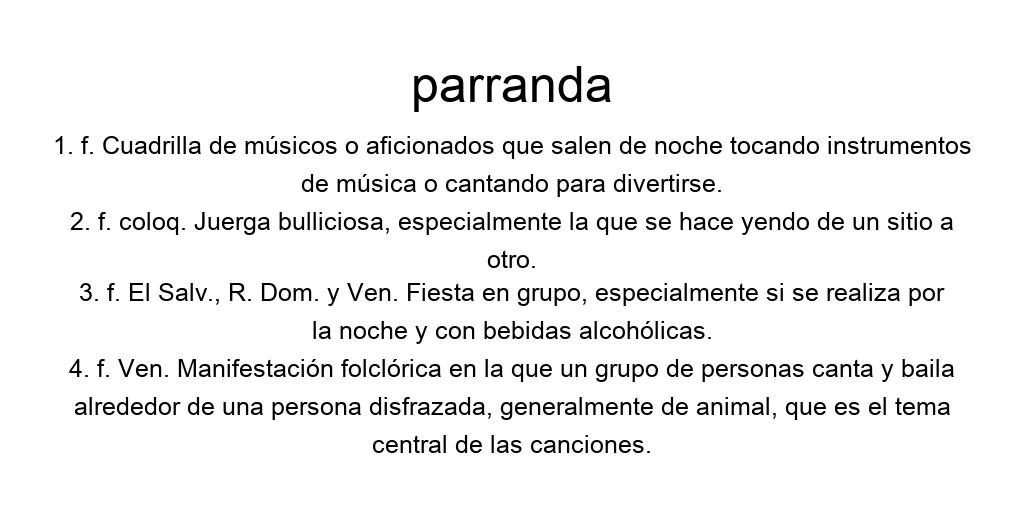 parranda
1. f. Cuadrilla de músicos o aficionados que salen de noche tocando instrumentos
de música o cantando para divertirse.
2. f. coloq. Juerga bulliciosa, especialmente la que se hace yendo de un sitio a
otro.
3. f. El Salv., R. Dom. y Ven. Fiesta en grupo, especialmente si se realiza por
la noche y con bebidas alcohólicas.
4. f. Ven. Manifestación folclórica en la que un grupo de personas canta y baila
alrededor de una persona disfrazada, generalmente de animal, que es el tema
central de las canciones.